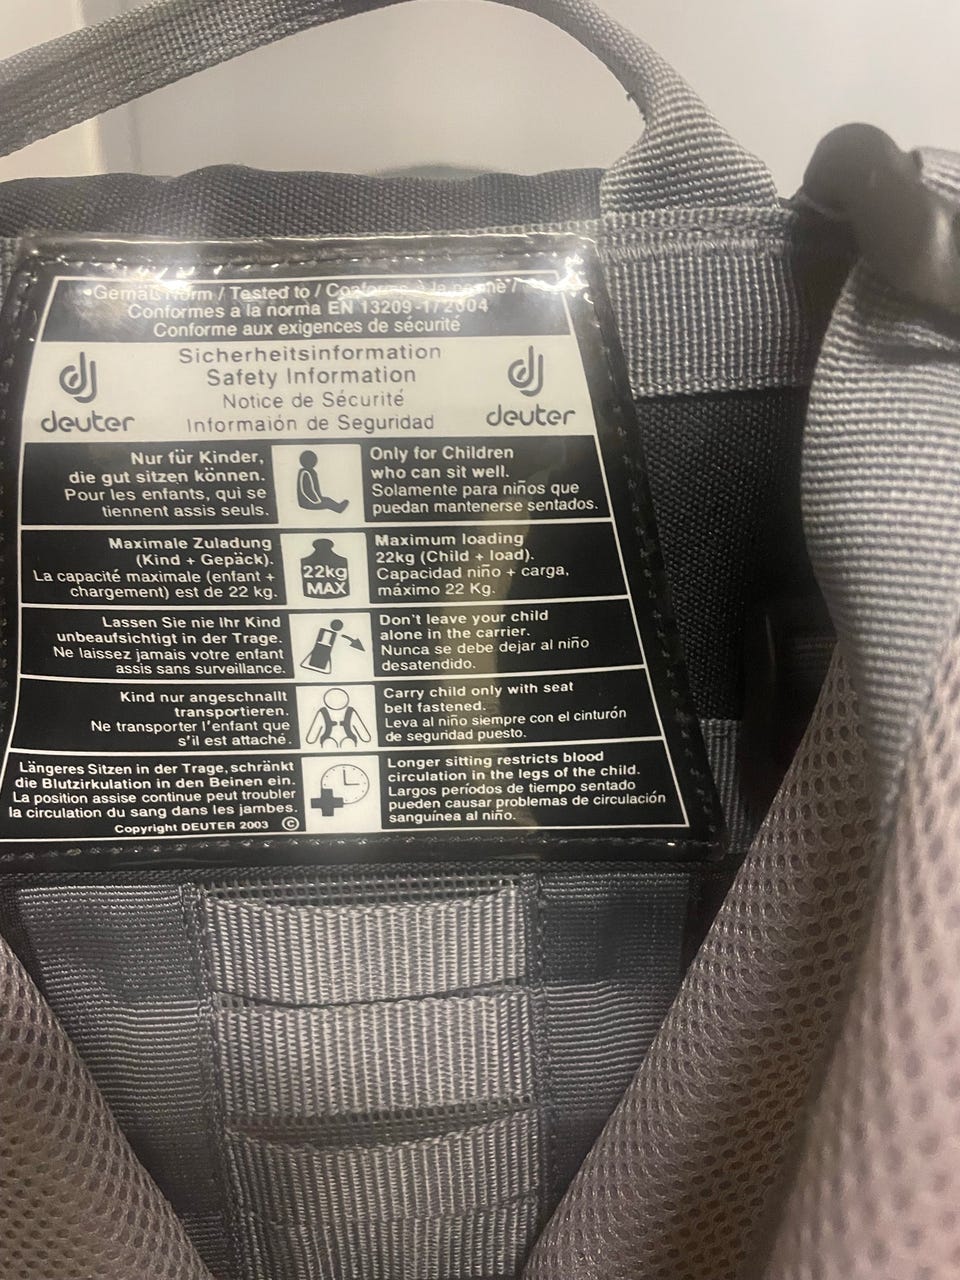 Gemäß Norm / Tested to / Conformes à la norme /
Conformes a la norma EN 13209-1/2004
Conforme aux exigences de sécurité
Sicherheitsinformation
Safety Information
Notice de Sécurité
Informaión de Seguridad
deuter
deuter
Nur für Kinder,
die gut sitzen können.
Pour les enfants, qui se
tiennent assis seuls.
Only for Children
who can sit well.
Solamente para niños que
puedan mantenerse sentados.
Maximale Zuladung
(Kind + Gepäck).
La capacité maximale (enfant +
chargement) est de 22 kg.
22kg
MAX
Maximum loading
22kg (Child + load).
Capacidad niño + carga,
máximo 22 Kg.
Lassen Sie nie Ihr Kind
unbeaufsichtigt in der Trage.
Ne laissez jamais votre enfant
assis sans surveillance.
Don't leave your child
alone in the carrier.
Nunca se debe dejar al niño
desatendido.
Kind nur angeschnallt
transportieren.
Ne transporter l'enfant que
s'il est attaché.
Carry child only with seat
belt fastened.
Leva al niño siempre con el cinturón
de seguridad puesto.
Längeres Sitzen in der Trage, schränkt
die Blutzirkulation in den Beinen ein.
La position assise continue peut troubler
la circulation du sang dans les jambes.
Copyright DEUTER 2003 ©
Longer sitting restricts blood
circulation in the legs of the child.
Largos períodos de tiempo sentado
pueden causar problemas de circulación
sanguínea al niño.